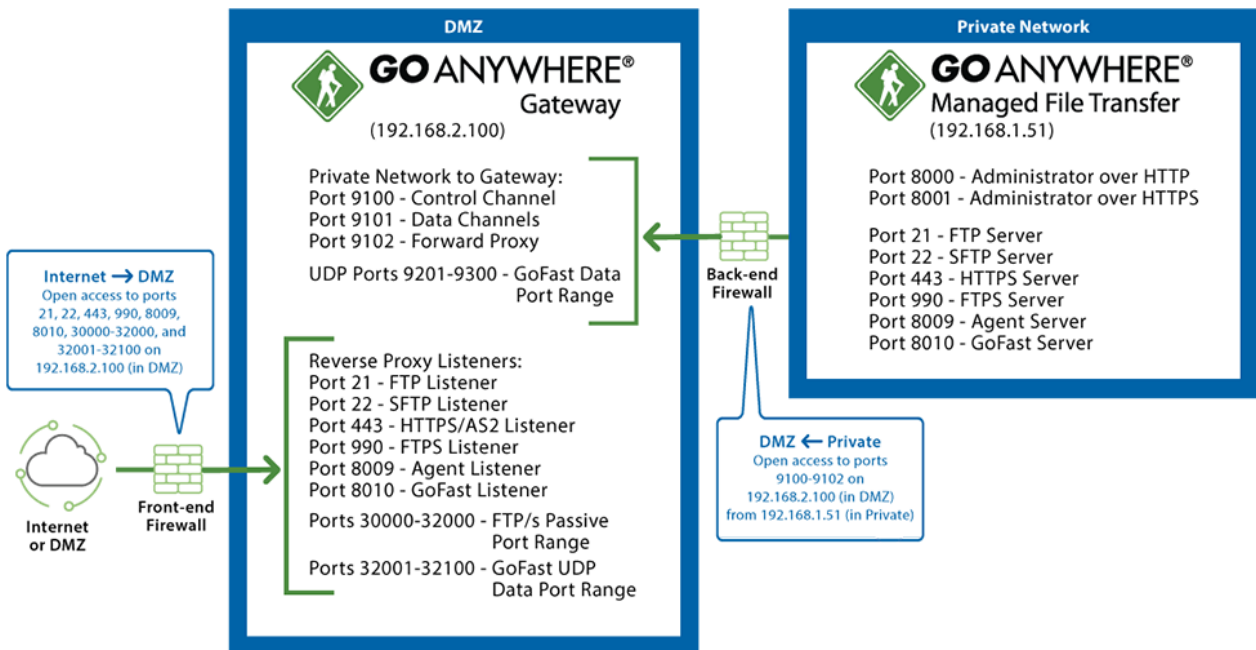 DMZ
GO ANYWHERE®
Gateway
(192.168.2.100)
Private Network to Gateway:
Port 9100 - Control Channel
Port 9101 - Data Channels
Port 9102 - Forward Proxy
UDP Ports 9201-9300 - GoFast Data
Port Range
Reverse Proxy Listeners:
Port 21 - FTP Listener
Port 22 - SFTP Listener
Port 443 - HTTPS/AS2 Listener
Port 990 - FTPS Listener
Port 8009 - Agent Listener
Port 8010 - GoFast Listener
Ports 30000-32000 - FTP/s Passive
Port Range
Ports 32001-32100 - GoFast UDP
Data Port Range
Internet → DMZ
Open access to ports
21, 22, 443, 990, 8009,
8010, 30000-32000, and
32001-32100 on
192.168.2.100 (in DMZ)
Internet
or DMZ
Front-end
Firewall
Back-end
Firewall
DMZ ← Private
Open access to ports
9100-9102 on
192.168.2.100 (in DMZ)
from 192.168.1.51 (in Private)
Private Network
GO ANYWHERE®
Managed File Transfer
(192.168.1.51)
Port 8000 - Administrator over HTTP
Port 8001 - Administrator over HTTPS
Port 21 - FTP Server
Port 22 - SFTP Server
Port 443 - HTTPS Server
Port 990 - FTPS Server
Port 8009 - Agent Server
Port 8010 - GoFast Server